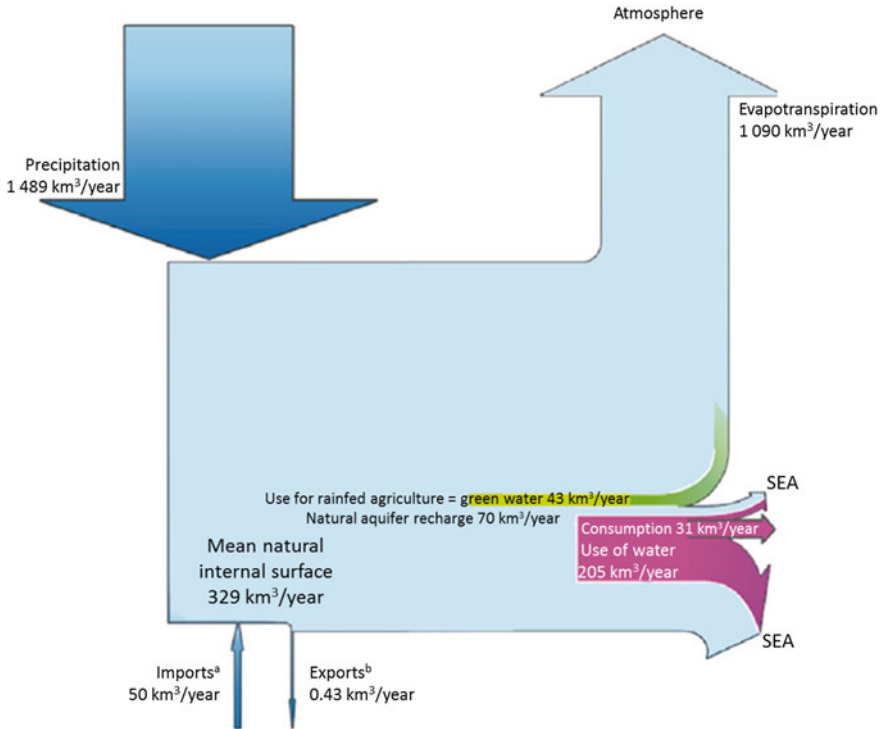 Atmosphere
Evapotranspiration
1 090 km³/year
Precipitation
1 489 km³/year
SEA
Use for rainfed agriculture = green water 43 km³/year
Natural aquifer recharge 70 km³/year
Consumption 31 km³/year
Use of water
205 km³/year
Mean natural
internal surface
329 km³/year
SEA
Importsᵃ
50 km³/year
Exportsᵇ
0.43 km³/year